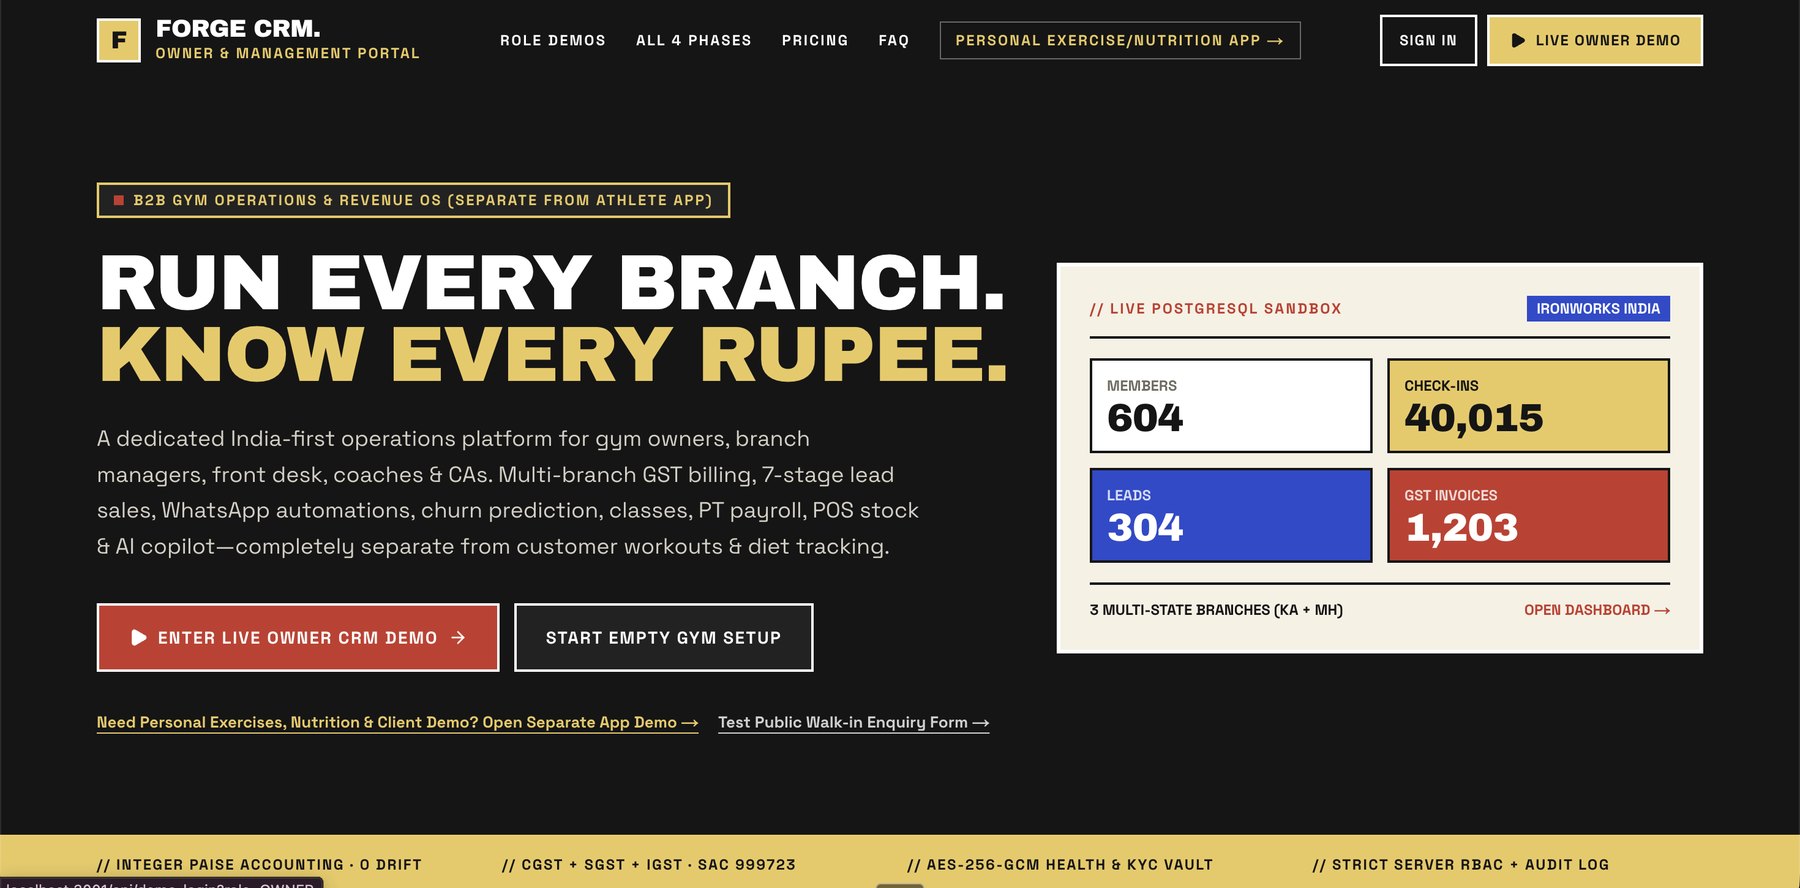 F
FORGE CRM.
OWNER & MANAGEMENT PORTAL
ROLE DEMOS
ALL 4 PHASES
PRICING
FAQ
PERSONAL EXERCISE/NUTRITION APP →
SIGN IN
LIVE OWNER DEMO
B2B GYM OPERATIONS & REVENUE OS (SEPARATE FROM ATHLETE APP)
RUN EVERY BRANCH.
KNOW EVERY RUPEE.
A dedicated India-first operations platform for gym owners, branch
managers, front desk, coaches & CAs. Multi-branch GST billing, 7-stage lead
sales, WhatsApp automations, churn prediction, classes, PT payroll, POS stock
& AI copilot—completely separate from customer workouts & diet tracking.
ENTER LIVE OWNER CRM DEMO →
START EMPTY GYM SETUP
Need Personal Exercises, Nutrition & Client Demo? Open Separate App Demo →
Test Public Walk-in Enquiry Form →
// LIVE POSTGRESQL SANDBOX
IRONWORKS INDIA
MEMBERS
604
CHECK-INS
40,015
LEADS
304
GST INVOICES
1,203
3 MULTI-STATE BRANCHES (KA + MH)
OPEN DASHBOARD →
// INTEGER PAISE ACCOUNTING · 0 DRIFT
// CGST + SGST + IGST · SAC 999723
// AES-256-GCM HEALTH & KYC VAULT
// STRICT SERVER RBAC + AUDIT LOG